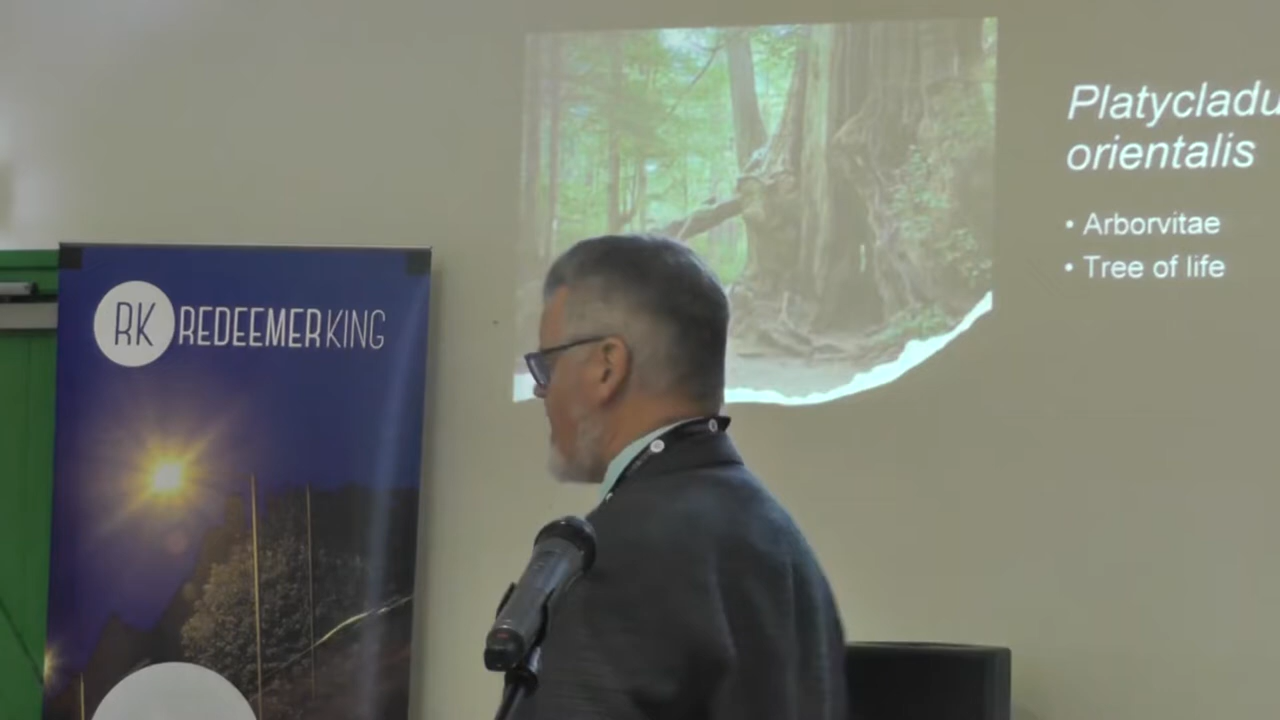 RK REDEEMERKING
Platycladu
orientalis
• Arborvitae
• Tree of life